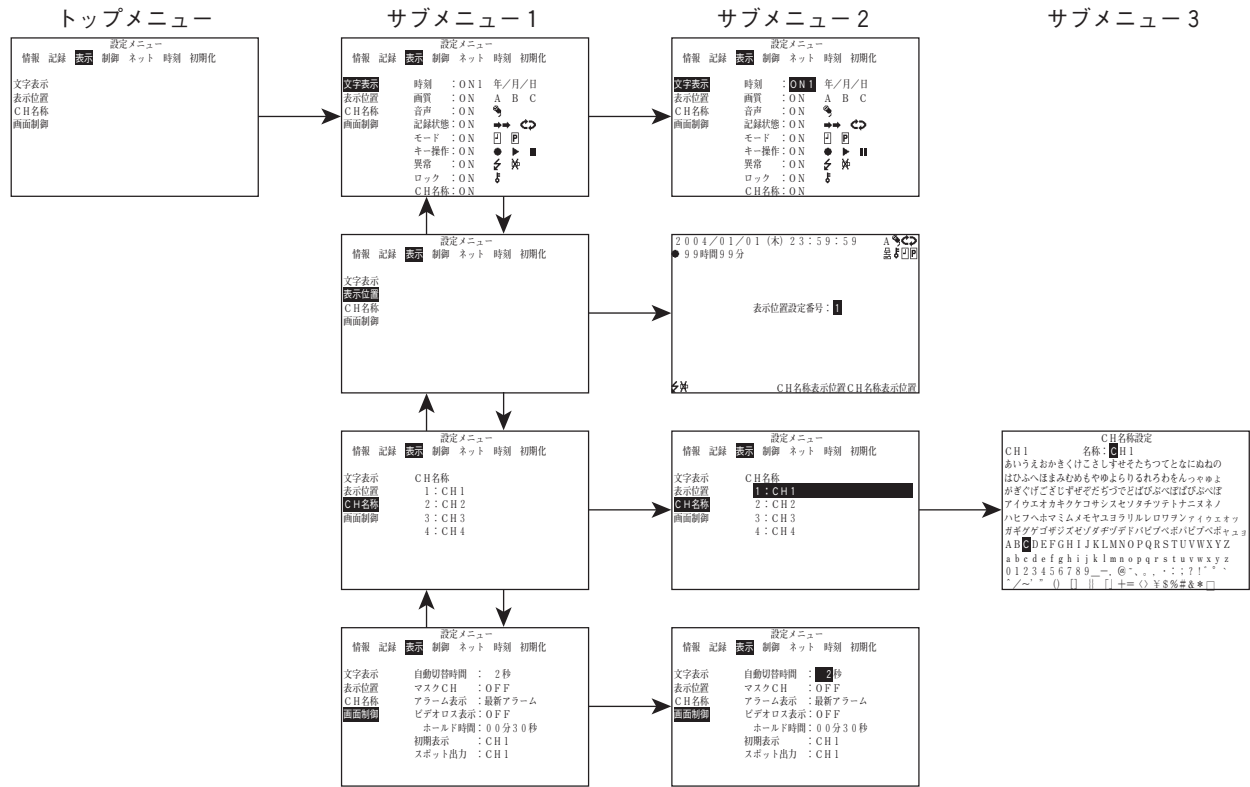 トップメニュー
サブメニュー 1
サブメニュー 2
サブメニュー 3
設定メニュー
情報 記録 表示 制御 ネット 時刻 初期化
文字表示
表示位置
CH名称
画面制御
設定メニュー
情報 記録 表示 制御 ネット 時刻 初期化
文字表示 時刻 :ON1 年/月/日
表示位置 画質 :ON A B C
CH名称 音声 :ON
画面制御 記録状態:ON
モード :ON P
キー操作:ON
異常 :ON
ロック :ON
CH名称:ON
設定メニュー
情報 記録 表示 制御 ネット 時刻 初期化
文字表示 時刻 :ON1 年/月/日
表示位置 画質 :ON A B C
CH名称 音声 :ON
画面制御 記録状態:ON
モード :ON P
キー操作:ON
異常 :ON
ロック :ON
CH名称:ON
設定メニュー
情報 記録 表示 制御 ネット 時刻 初期化
文字表示
表示位置
CH名称
画面制御
2004/01/01(木)23:59:59 A
●99時間99分 P
表示位置設定番号:1
CH名称表示位置CH名称表示位置
設定メニュー
情報 記録 表示 制御 ネット 時刻 初期化
文字表示 CH名称
表示位置 1:CH1
CH名称 2:CH2
画面制御 3:CH3
4:CH4
設定メニュー
情報 記録 表示 制御 ネット 時刻 初期化
文字表示 CH名称
表示位置 1:CH1
CH名称 2:CH2
画面制御 3:CH3
4:CH4
CH名称設定
CH1 名称:CH1
あいうえおかきくけこさしすせそたちつてとなにぬねの
はひふへほまみむめもやゆよらりるれろわをんっゃゅょ
がぎぐげござじずぜぞだぢづでどばびぶべぼぱぴぷぺぽ
アイウエオカキクケコサシスセソタチツテトナニヌネノ
ハヒフヘホマミムメモヤユヨラリルレロワヲンァィゥェォッ
ガギグゲゴザジズゼゾダヂヅデドバビブベボパピプペポャュョ
ABCDEFGHIJKLMNOPQRSTUVWXYZ
abcdefghijklmnopqrstuvwxyz
設定メニュー
情報 記録 表示 制御 ネット 時刻 初期化
文字表示 自動切替時間 : 2秒
表示位置 マスクCH :OFF
CH名称 アラーム表示 :最新アラーム
画面制御 ビデオロス表示:OFF
ホールド時間:00分30秒
初期表示 :CH1
スポット出力 :CH1
設定メニュー
情報 記録 表示 制御 ネット 時刻 初期化
文字表示 自動切替時間 : 2秒
表示位置 マスクCH :OFF
CH名称 アラーム表示 :最新アラーム
画面制御 ビデオロス表示:OFF
ホールド時間:00分30秒
初期表示 :CH1
スポット出力 :CH1